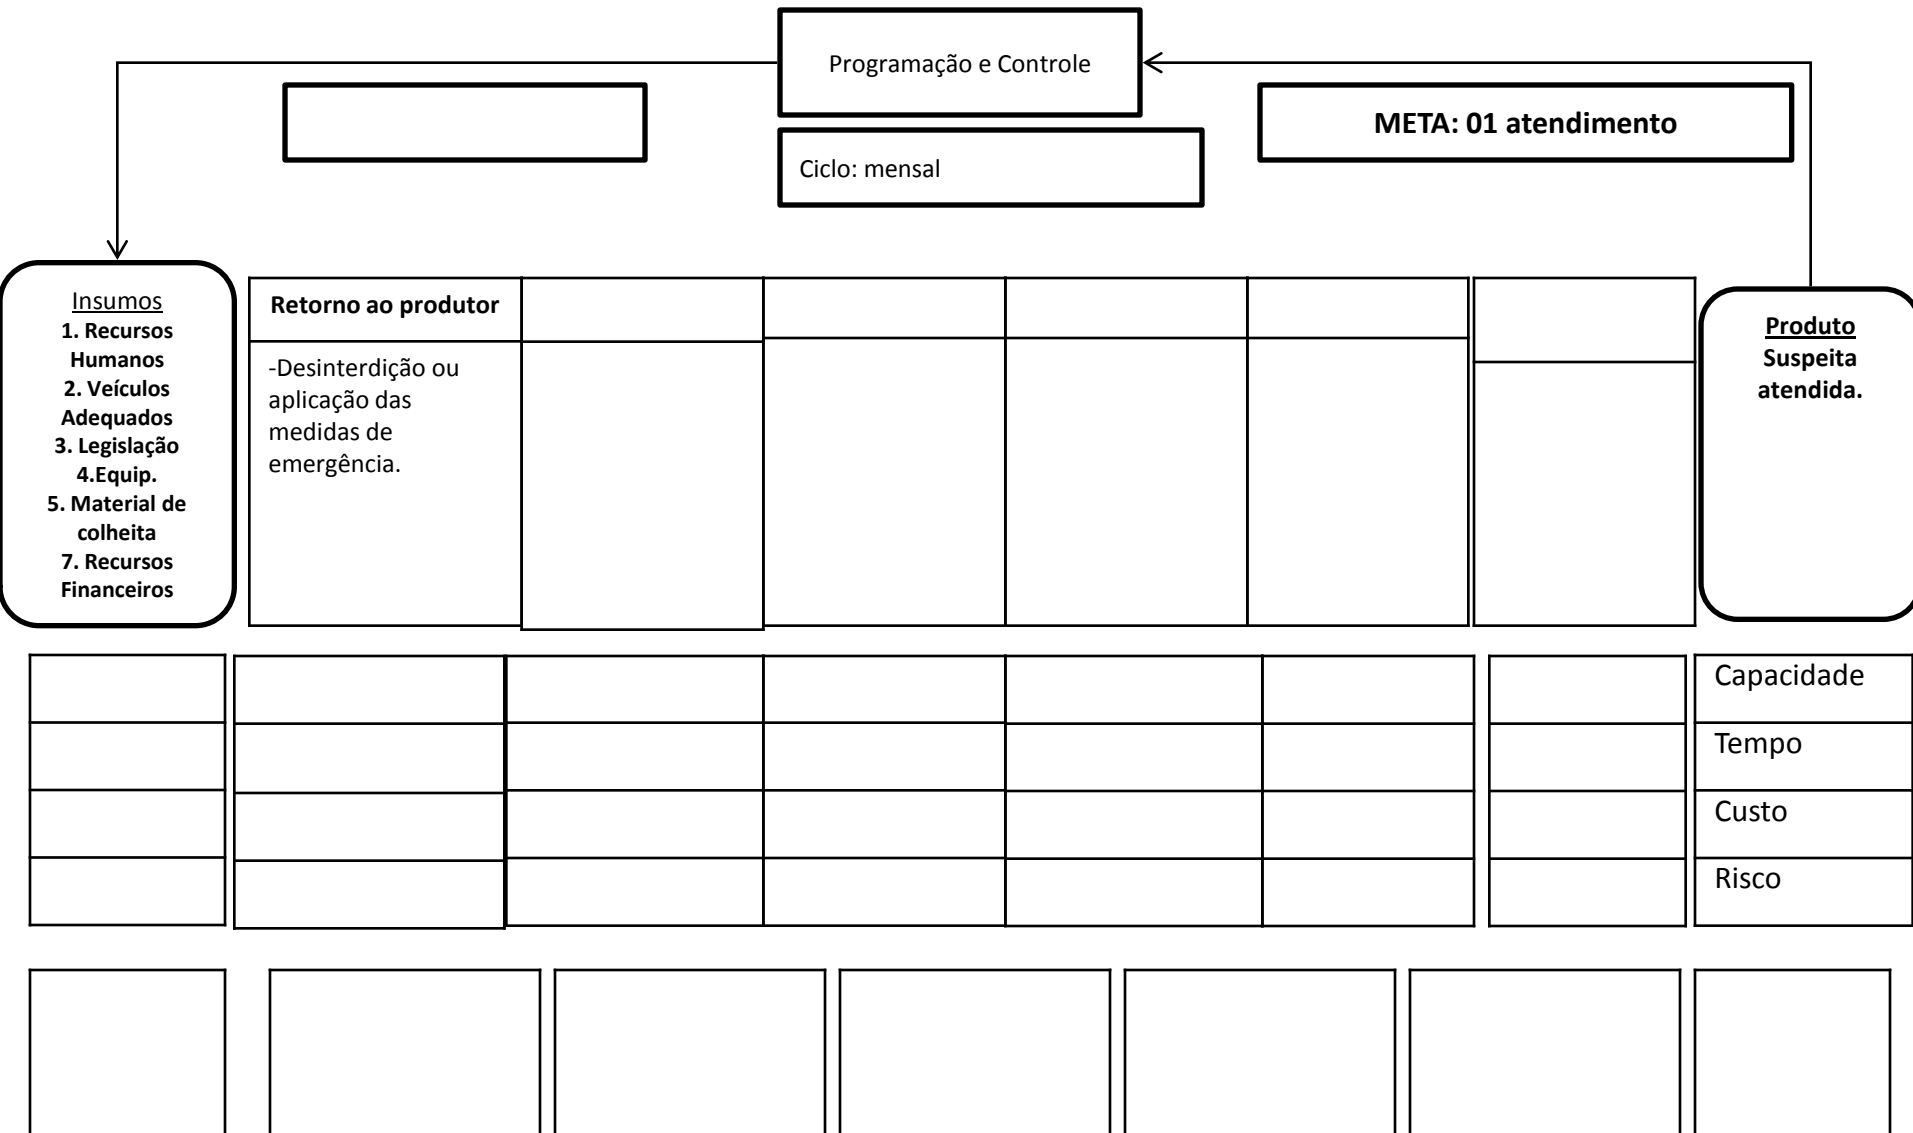 Programação e Controle
META: 01 atendimento
Ciclo: mensal
Insumos
1. Recursos
Humanos
2. Veículos
Adequados
3. Legislação
4.Equip.
5. Material de
colheita
7. Recursos
Financeiros
Retorno ao produtor
-Desinterdição ou
aplicação das
medidas de
emergência.
Produto
Suspeita
atendida.
Capacidade
Tempo
Custo
Risco